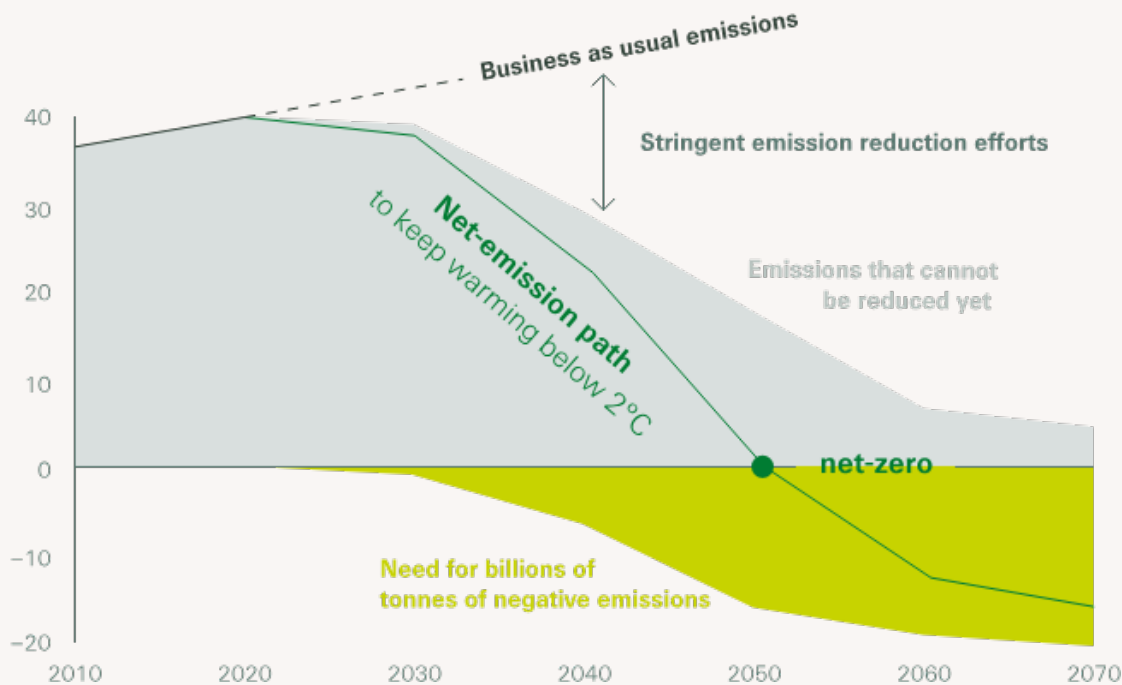 Business as usual emissions
40
Stringent emission reduction efforts
30
Net-emission path
to keep warming below 2°C
Emissions that cannot
be reduced yet
20
10
0
net-zero
−10
Need for billions of
tonnes of negative emissions
−20
2010 2020 2030 2040 2050 2060 2070